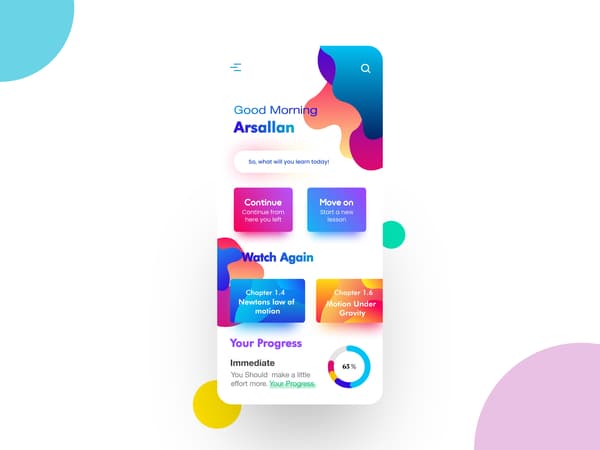 Good Morning
Arsallan
So, what will you learn today!
Continue
Continue from
here you left
Move on
Start a new
lesson
Watch Again
Chapter 1.4
Newtons law of
motion
Chapter 1.6
Motion Under
Gravity
Your Progress
Immediate
You Should make a little
effort more. Your Progress.
63 %